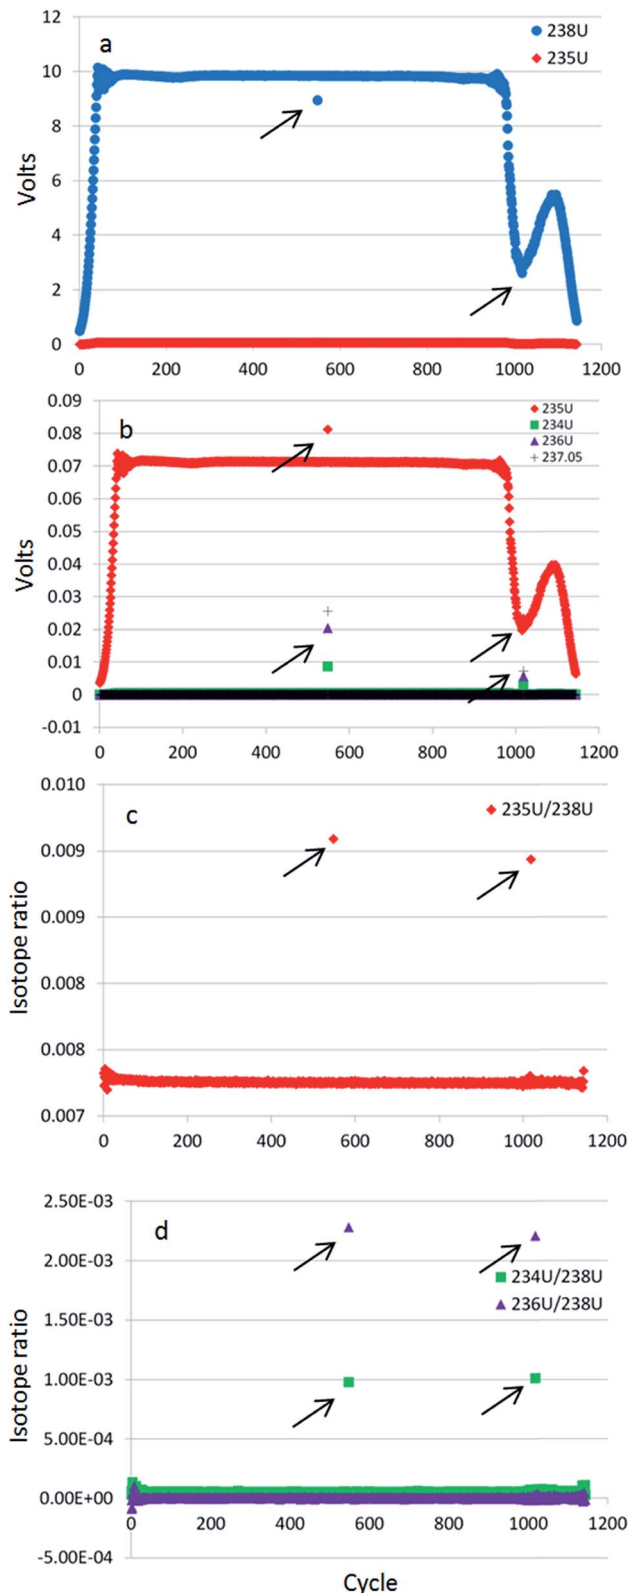 12
a
238U
235U
10
8
6
4
2
0
Volts
0 200 400 600 800 1000 1200
0.09
b
235U
234U
236U
237.05
0.08
0.07
0.06
0.05
0.04
0.03
0.02
0.01
0
-0.01
Volts
0 200 400 600 800 1000 1200
0.010
c
235U/238U
0.009
0.009
0.008
0.008
0.007
Isotope ratio
0 200 400 600 800 1000 1200
2.50E-03
d
2.00E-03
234U/238U
236U/238U
1.50E-03
1.00E-03
5.00E-04
0.00E+00
-5.00E-04
Isotope ratio
0 200 400 600 800 1000 1200
Cycle